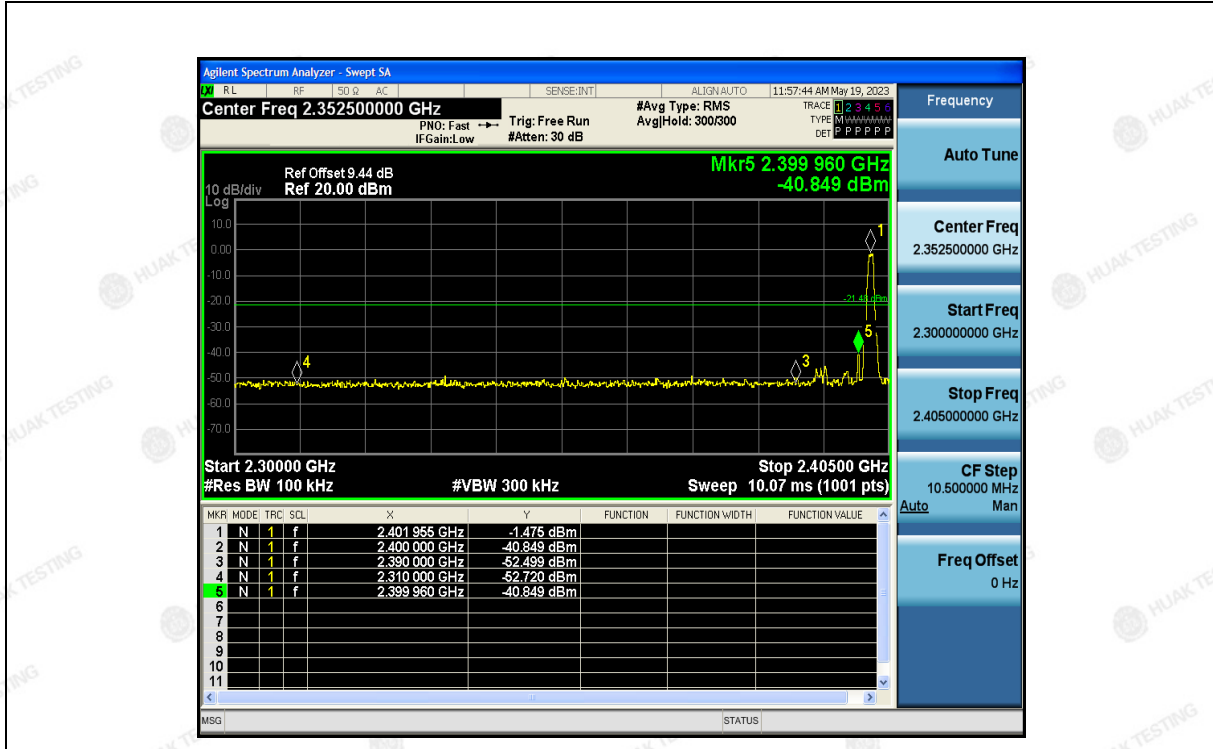 Agilent Spectrum Analyzer - Swept SA
LXI RL RF 50 Ω AC SENSE:INT ALIGN AUTO 11:57:44 AM May 19, 2023
Center Freq 2.352500000 GHz
PNO: Fast
IFGain:Low
Trig: Free Run
#Atten: 30 dB
#Avg Type: RMS
Avg|Hold: 300/300
TRACE 1 2 3 4 5 6
TYPE M WWWWW
DET P P P P P P
Frequency
Auto Tune
Center Freq
2.352500000 GHz
Start Freq
2.300000000 GHz
Stop Freq
2.405000000 GHz
CF Step
10.500000 MHz
Auto Man
Freq Offset
0 Hz
Mkr5 2.399 960 GHz
-40.849 dBm
Ref Offset 9.44 dB
10 dB/div Ref 20.00 dBm
Log
10.0
0.00
-10.0
-20.0
-30.0
-40.0
-50.0
-60.0
-70.0
1
-21.48 dBm
5
4
3
Start 2.30000 GHz Stop 2.40500 GHz
#Res BW 100 kHz #VBW 300 kHz Sweep 10.07 ms (1001 pts)
MKR MODE TRC SCL X Y FUNCTION FUNCTION WIDTH FUNCTION VALUE
1 N 1 f 2.401 955 GHz -1.475 dBm
2 N 1 f 2.400 000 GHz -40.849 dBm
3 N 1 f 2.390 000 GHz -52.499 dBm
4 N 1 f 2.310 000 GHz -52.720 dBm
5 N 1 f 2.399 960 GHz -40.849 dBm
6
7
8
9
10
11
MSG STATUS
HUAK TESTING